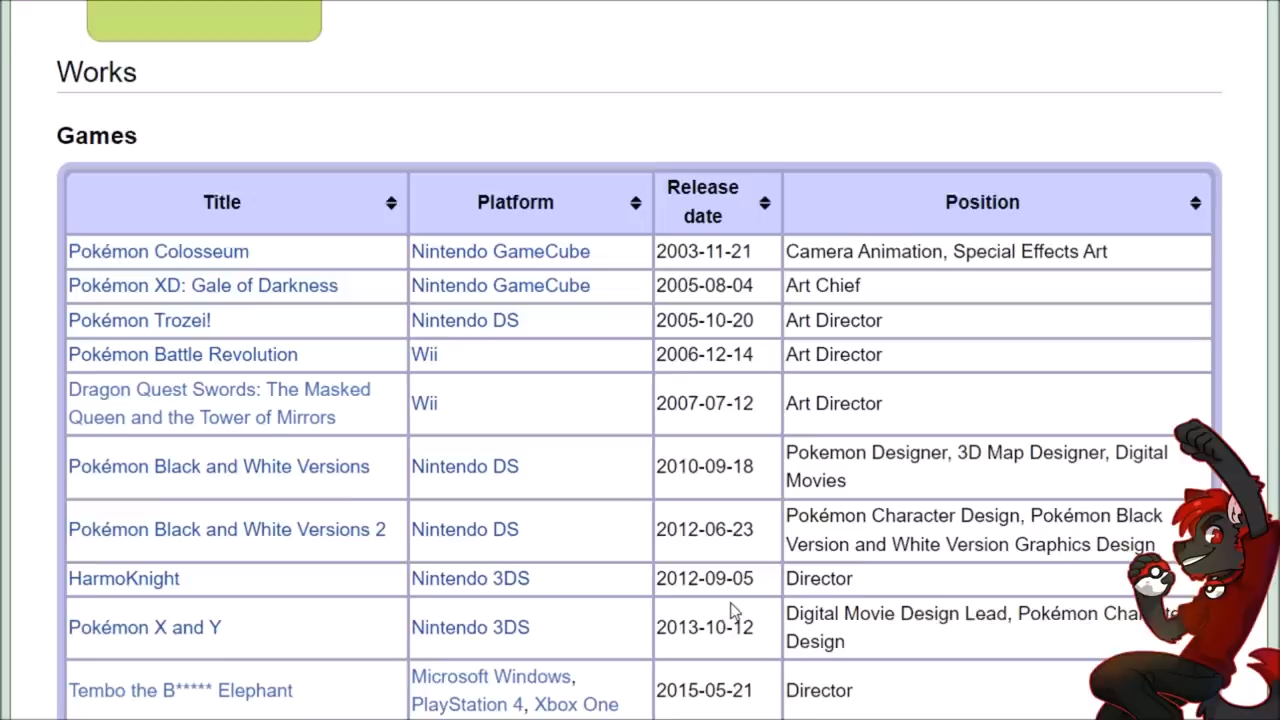 Works
Games
Title Platform Release date Position
Pokémon Colosseum Nintendo GameCube 2003-11-21 Camera Animation, Special Effects Art
Pokémon XD: Gale of Darkness Nintendo GameCube 2005-08-04 Art Chief
Pokémon Trozei! Nintendo DS 2005-10-20 Art Director
Pokémon Battle Revolution Wii 2006-12-14 Art Director
Dragon Quest Swords: The Masked
Queen and the Tower of Mirrors Wii 2007-07-12 Art Director
Pokémon Black and White Versions Nintendo DS 2010-09-18 Pokemon Designer, 3D Map Designer, Digital
Movies
Pokémon Black and White Versions 2 Nintendo DS 2012-06-23 Pokémon Character Design, Pokémon Black
Version and White Version Graphics Design
HarmoKnight Nintendo 3DS 2012-09-05 Director
Pokémon X and Y Nintendo 3DS 2013-10-12 Digital Movie Design Lead, Pokémon
Design
Tembo the B***** Elephant Microsoft Windows,
PlayStation 4, Xbox One 2015-05-21 Director